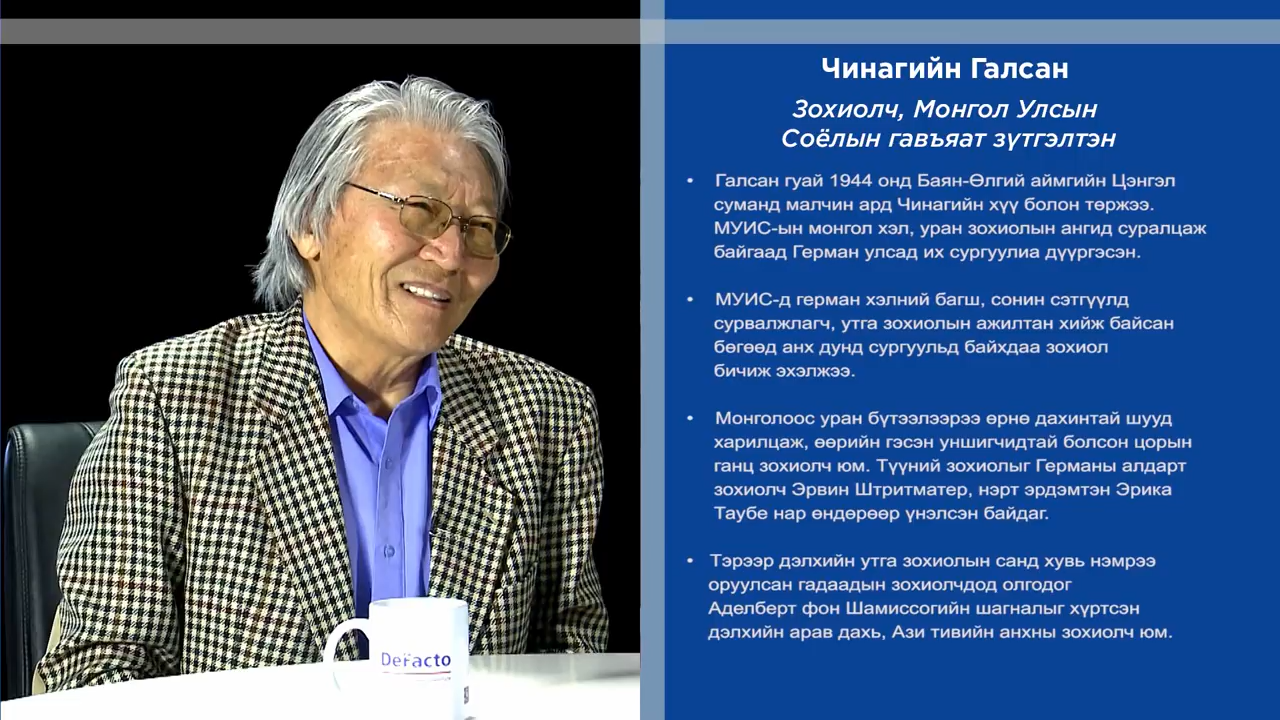 Чинагийн Галсан
Зохиолч, Монгол Улсын
Соёлын гавъяат зүтгэлтэн
• Галсан гуай 1944 онд Баян-Өлгий аймгийн Цэнгэл
суманд малчин ард Чинагийн хүү болон төржээ.
МУИС-ын монгол хэл, уран зохиолын ангид суралцаж
байгаад Герман улсад их сургуулиа дүүргэсэн.
• МУИС-д герман хэлний багш, сонин сэтгүүлд
сурвалжлагч, утга зохиолын ажилтан хийж байсан
бөгөөд анх дунд сургуульд байхдаа зохиол
бичиж эхэлжээ.
• Монголоос уран бүтээлээрээ өрнө дахинтай шууд
харилцаж, өөрийн гэсэн уншигчидтай болсон цорын
ганц зохиолч юм. Түүний зохиолыг Германы алдарт
зохиолч Эрвин Штритматер, нэрт эрдэмтэн Эрика
Таубе нар өндөрөөр үнэлсэн байдаг.
• Тэрээр дэлхийн утга зохиолын санд хувь нэмрээ
оруулсан гадаадын зохиолчдод олгодог
Аделберт фон Шамиссогийн шагналыг хүртсэн
дэлхийн арав дахь, Ази тивийн анхны зохиолч юм.
DeFacto